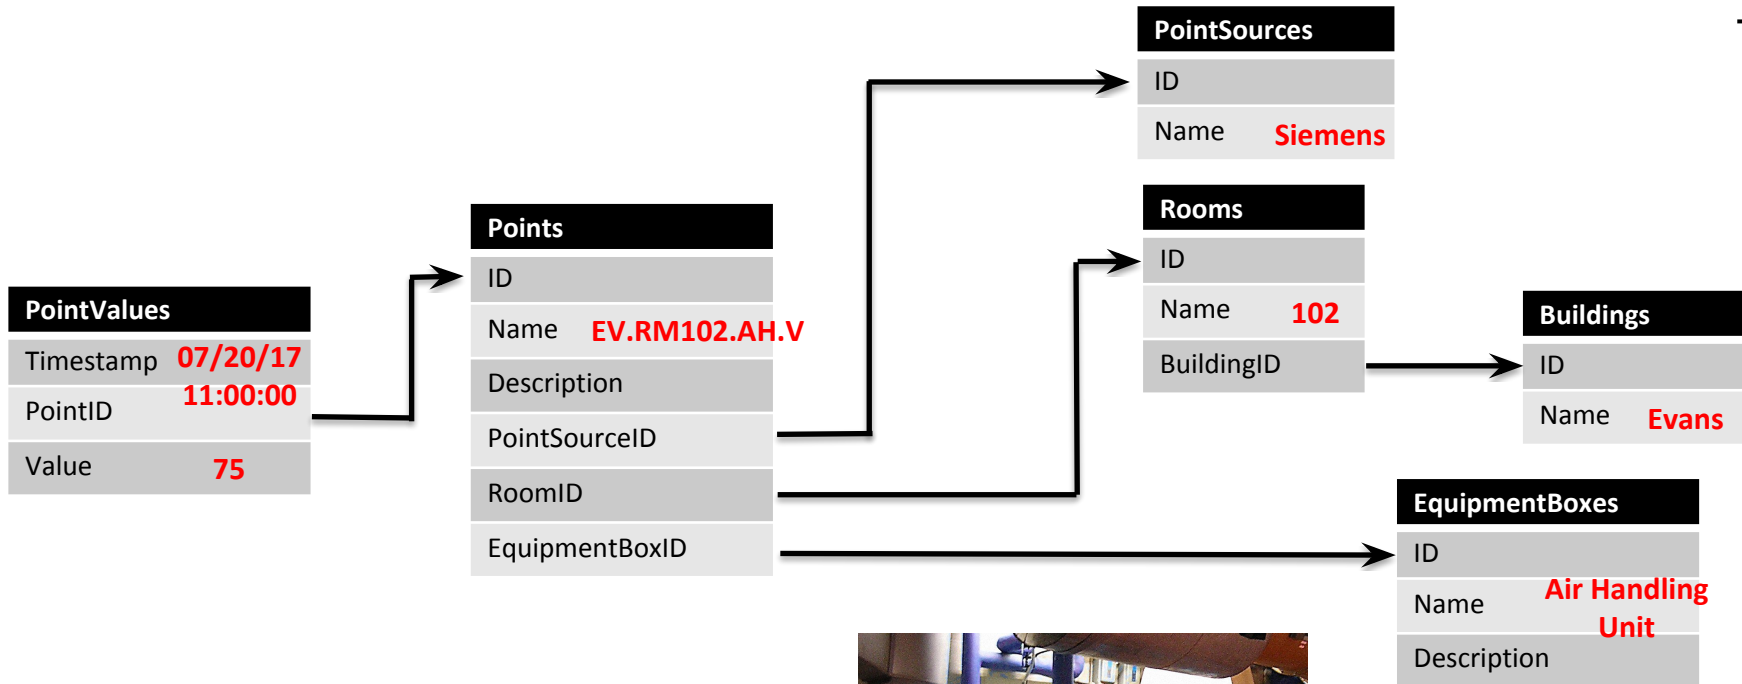 PointSources
ID
Name Siemens
Rooms
ID
Name 102
BuildingID
Points
ID
Name EV.RM102.AH.V
Description
PointSourceID
RoomID
EquipmentBoxID
PointValues
Timestamp 07/20/17
11:00:00
PointID
Value 75
Buildings
ID
Name Evans
EquipmentBoxes
ID
Name Air Handling
Unit
Description